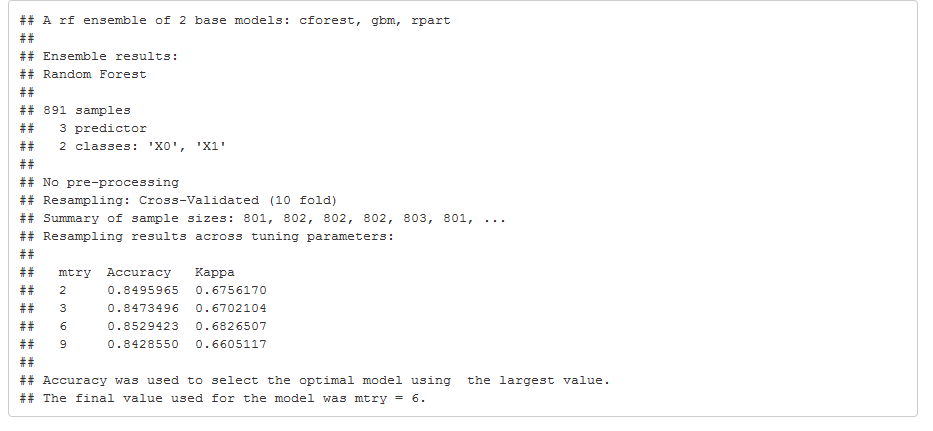 ## A rf ensemble of 2 base models: cforest, gbm, rpart
##
## Ensemble results:
## Random Forest
##
## 891 samples
##   3 predictor
##   2 classes: 'X0', 'X1'
##
## No pre-processing
## Resampling: Cross-Validated (10 fold)
## Summary of sample sizes: 801, 802, 802, 802, 803, 801, ...
## Resampling results across tuning parameters:
##
##   mtry  Accuracy   Kappa
##   2     0.8495965  0.6756170
##   3     0.8473496  0.6702104
##   6     0.8529423  0.6826507
##   9     0.8428550  0.6605117
##
## Accuracy was used to select the optimal model using  the largest value.
## The final value used for the model was mtry = 6.